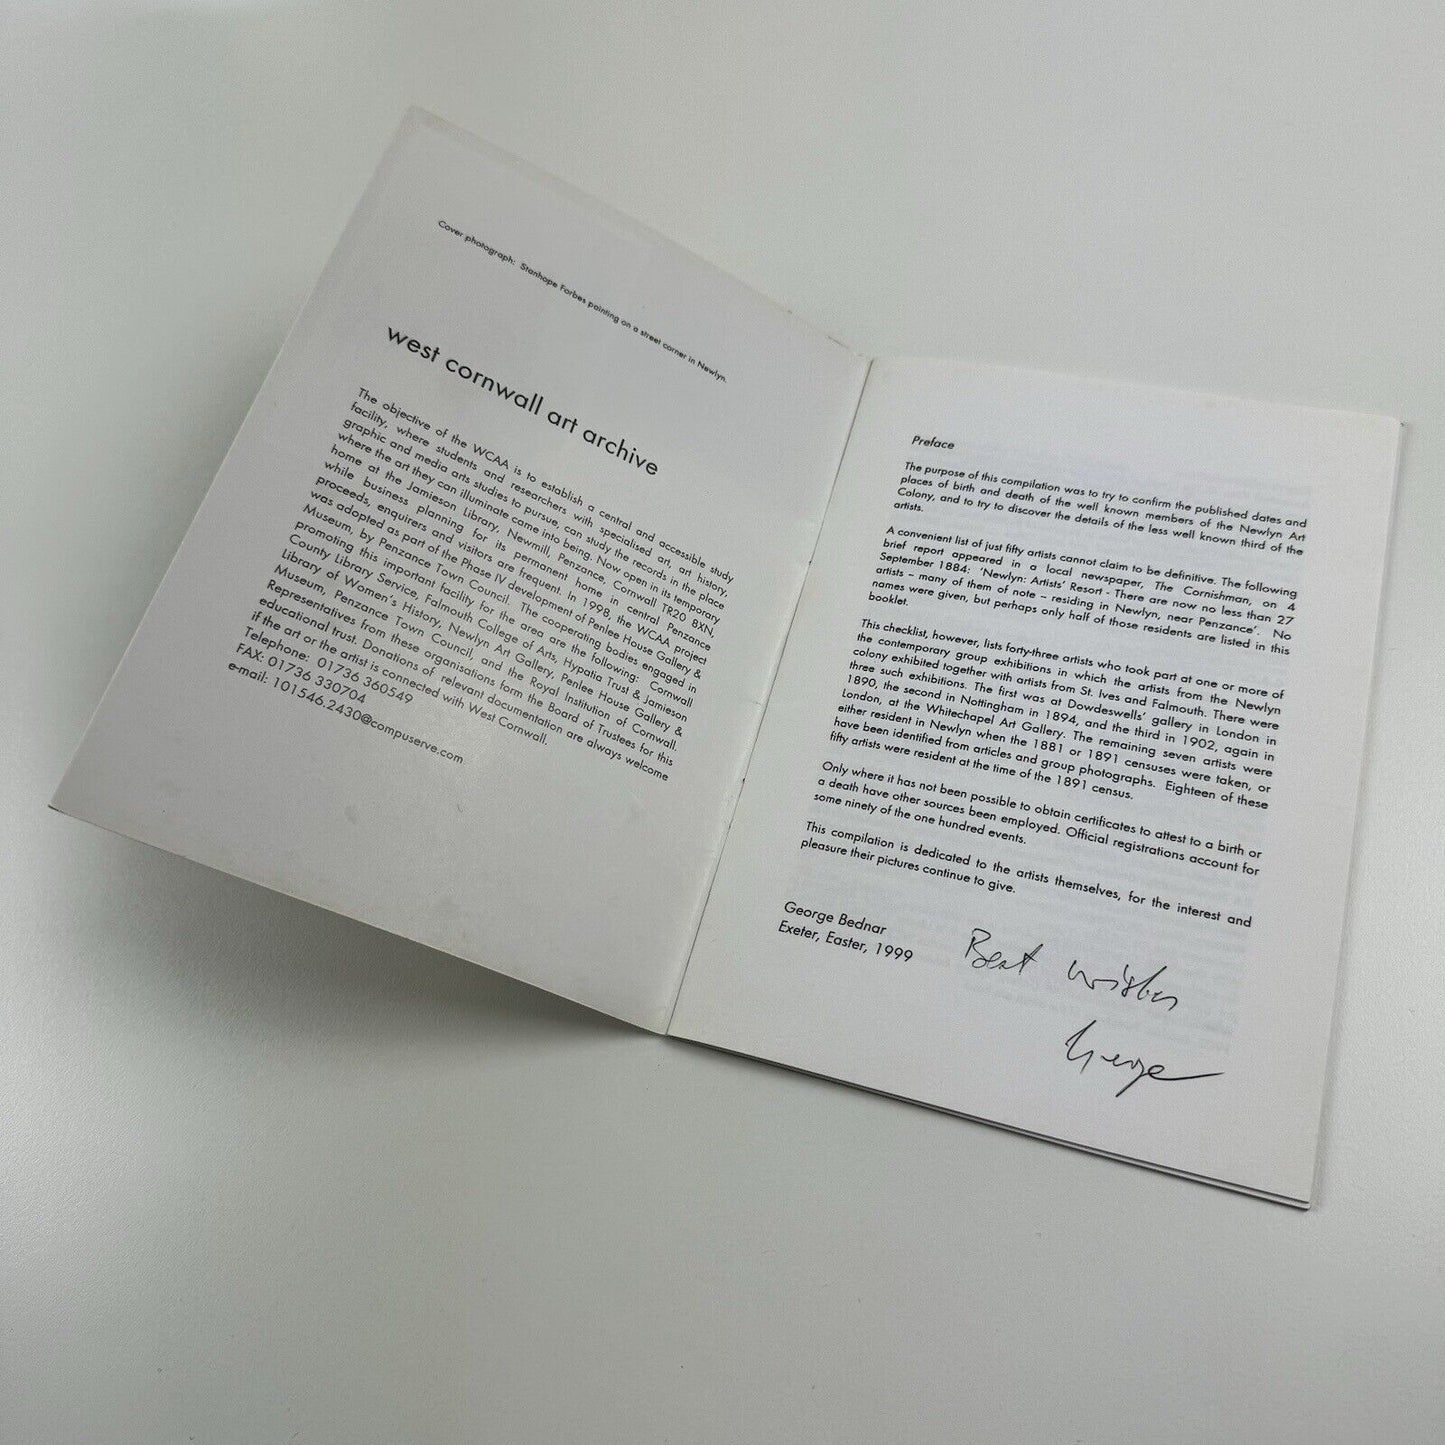 Cover photograph: Stanhope Forbes painting on a street corner in Newlyn.
west cornwall art archive
The objective of the WCAA is to establish a central and accessible study
facility, where students and researchers with specialised art, art history,
graphic and media arts studies to pursue, can study the records in the place
where the art they can illuminate came into being. Now open in its temporary
home at the Jamieson Library, Newmill, Penzance, Cornwall TR20 8XN,
while business planning for its permanent home in central Penzance
proceeds, enquirers and visitors are frequent. In 1998, the WCAA project
was adopted as part of the Phase IV development of Penlee House Gallery &
Museum, by Penzance Town Council. The cooperating bodies engaged in
promoting this important facility for the area are the following: Cornwall
County Library Service, Falmouth College of Arts, Hypatia Trust & Jamieson
Library of Women's History, Newlyn Art Gallery, Penlee House Gallery &
Museum, Penzance Town Council, and the Royal Institution of Cornwall.
Representatives from these organisations form the Board of Trustees for this
educational trust. Donations of relevant documentation are always welcome
if the art or the artist is connected with West Cornwall.
Telephone: 01736 360549
FAX: 01736 330704
e-mail: 101546.2430@compuserve.com
Preface
The purpose of this compilation was to try to confirm the published dates and
places of birth and death of the well known members of the Newlyn Art
Colony, and to try to discover the details of the less well known third of the
artists.
A convenient list of just fifty artists cannot claim to be definitive. The following
brief report appeared in a local newspaper, The Cornishman, on 4
September 1884: 'Newlyn: Artists' Resort - There are now no less than 27
artists – many of them of note – residing in Newlyn, near Penzance'. No
names were given, but perhaps only half of those residents are listed in this
booklet.
This checklist, however, lists forty-three artists who took part at one or more of
the contemporary group exhibitions in which the artists from the Newlyn
colony exhibited together with artists from St. Ives and Falmouth. There were
three such exhibitions. The first was at Dowdeswells' gallery in London in
1890, the second in Nottingham in 1894, and the third in 1902, again in
London, at the Whitechapel Art Gallery. The remaining seven artists were
either resident in Newlyn when the 1881 or 1891 censuses were taken, or
have been identified from articles and group photographs. Eighteen of these
fifty artists were resident at the time of the 1891 census.
Only where it has not been possible to obtain certificates to attest to a birth or
a death have other sources been employed. Official registrations account for
some ninety of the one hundred events.
This compilation is dedicated to the artists themselves, for the interest and
pleasure their pictures continue to give.
George Bednar
Exeter, Easter, 1999
Best wishes
George